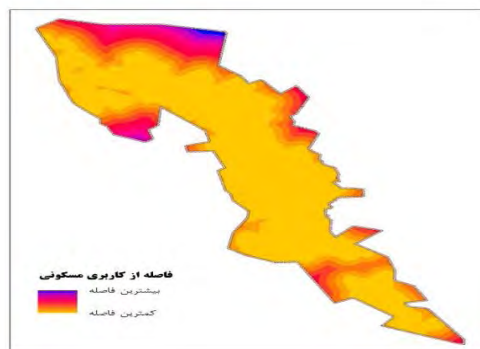 فاصله از کاربری مسکونی
بیشترین فاصله
کمترین فاصله